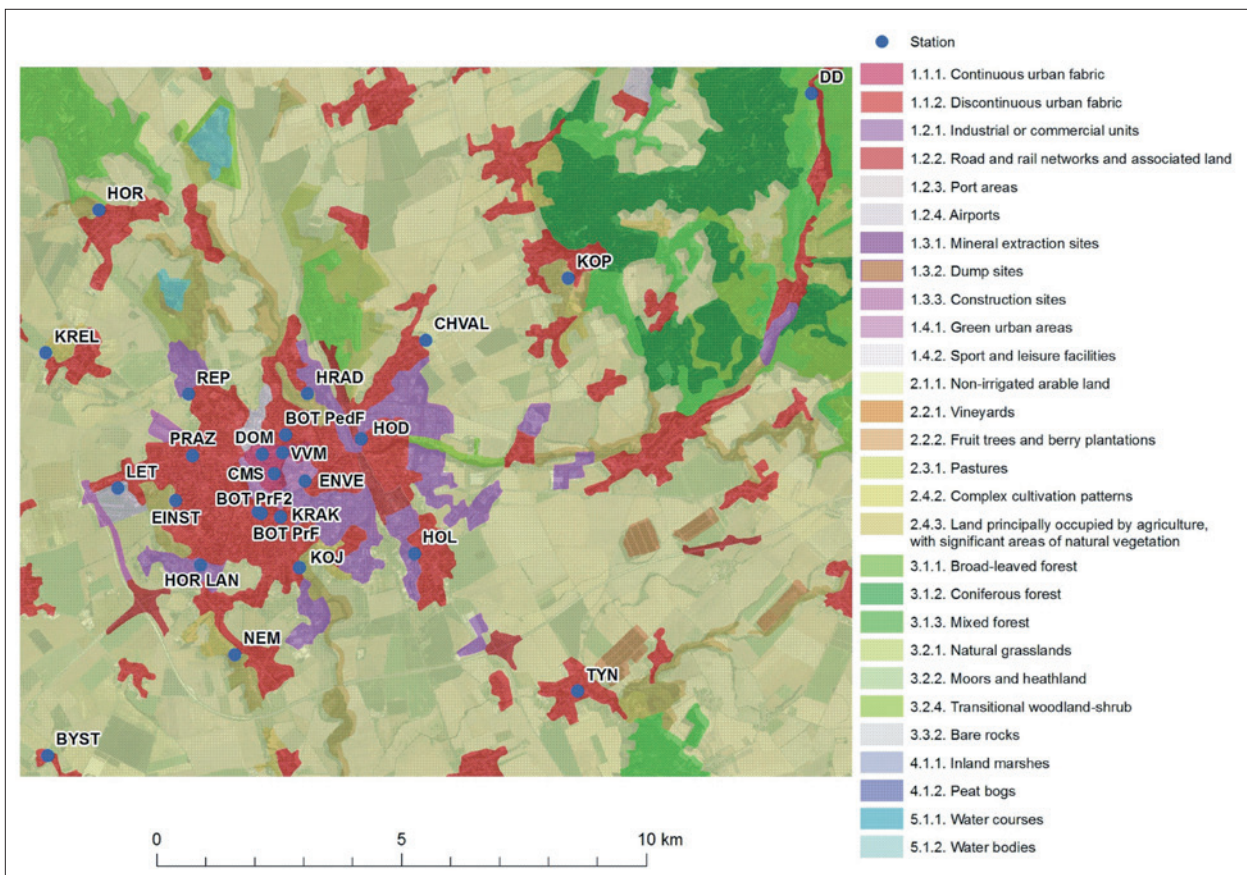 Station
DD
1.1.1. Continuous urban fabric
1.1.2. Discontinuous urban fabric
1.2.1. Industrial or commercial units
1.2.2. Road and rail networks and associated land
1.2.3. Port areas
HOR
1.2.4. Airports
1.3.1. Mineral extraction sites
KOP
1.3.2. Dump sites
1.3.3. Construction sites
1.4.1. Green urban areas
CHVAL
KREL
1.4.2. Sport and leisure facilities
REP
HRAD
2.1.1. Non-irrigated arable land
2.2.1. Vineyards
BOT PedF
HOD
PRAZ
DOM
VVM
2.2.2. Fruit trees and berry plantations
LET
CMS
ENVE
2.3.1. Pastures
BOT PrF2
2.4.2. Complex cultivation patterns
EINST
KRAK
BOT PrF
2.4.3. Land principally occupied by agriculture,
with significant areas of natural vegetation
HOL
KOJ
3.1.1. Broad-leaved forest
HOR LAN
3.1.2. Coniferous forest
3.1.3. Mixed forest
NEM
3.2.1. Natural grasslands
TYN
3.2.2. Moors and heathland
3.2.4. Transitional woodland-shrub
BYST
3.3.2. Bare rocks
4.1.1. Inland marshes
4.1.2. Peat bogs
5.1.1. Water courses
5.1.2. Water bodies
0 5 10 km